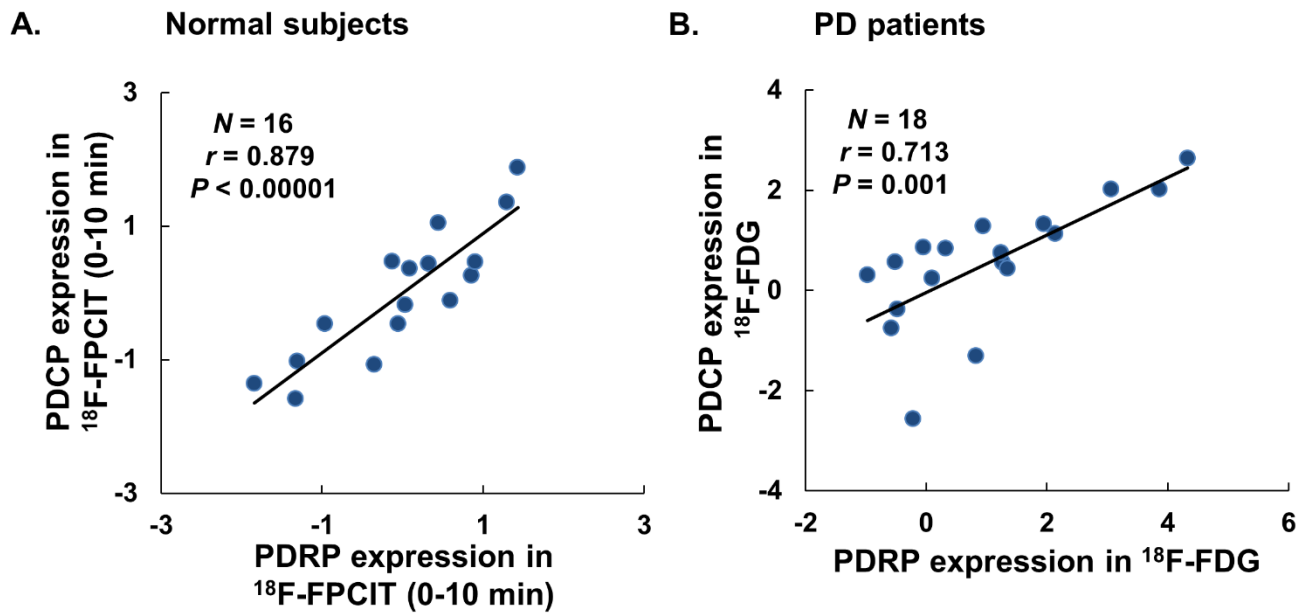 A. Normal subjects
3
1
-1
-3
-3 -1 1 3
N = 16
r = 0.879
P < 0.00001
PDCP expression in
¹⁸F-FPCIT (0-10 min)
PDRP expression in
¹⁸F-FPCIT (0-10 min)
B. PD patients
4
2
0
-2
-4
-2 0 2 4 6
N = 18
r = 0.713
P = 0.001
PDCP expression in
¹⁸F-FDG
PDRP expression in ¹⁸F-FDG